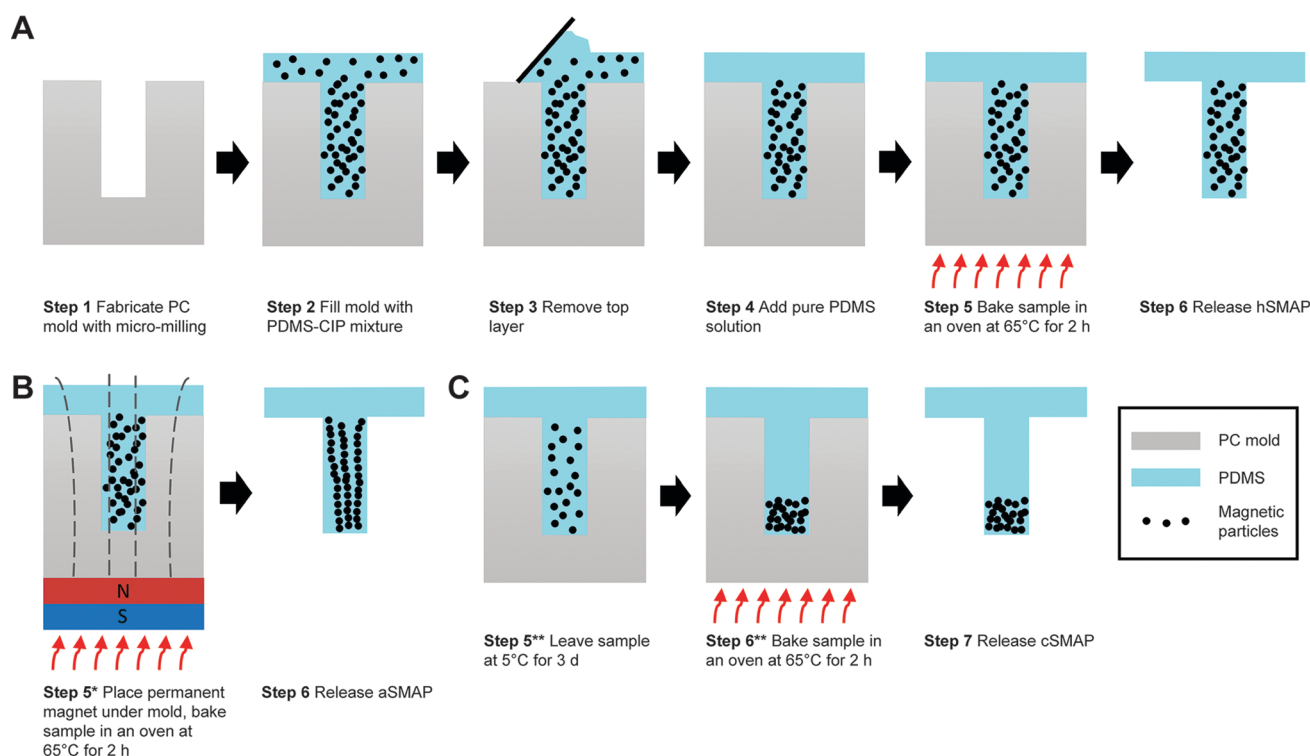 A
Step 1 Fabricate PC
mold with micro-milling
Step 2 Fill mold with
PDMS-CIP mixture
Step 3 Remove top
layer
Step 4 Add pure PDMS
solution
Step 5 Bake sample in
an oven at 65°C for 2 h
Step 6 Release hSMAP
B
N
S
Step 5* Place permanent
magnet under mold, bake
sample in an oven at
65°C for 2 h
Step 6 Release aSMAP
C
Step 5** Leave sample
at 5°C for 3 d
Step 6** Bake sample in
an oven at 65°C for 2 h
Step 7 Release cSMAP
PC mold
PDMS
Magnetic
particles